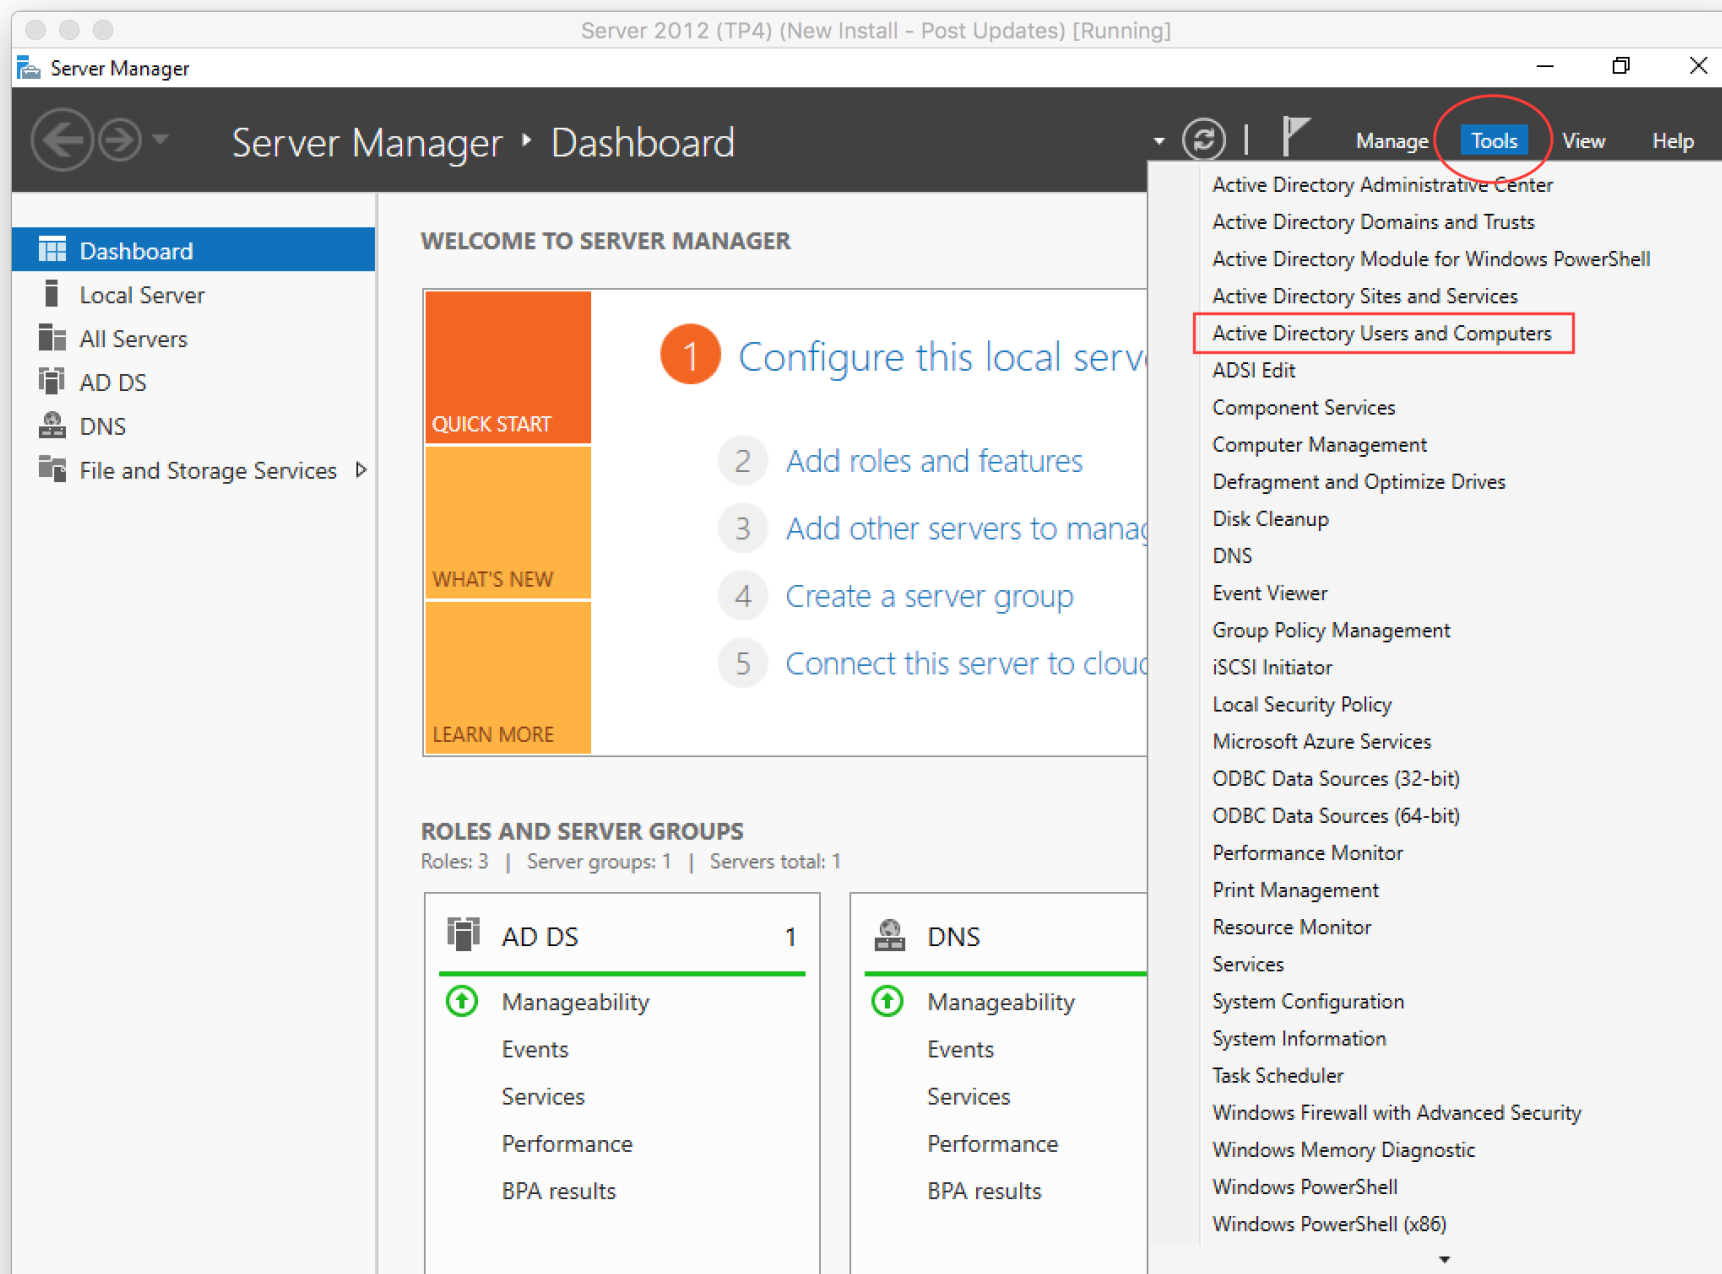 Server 2012 (TP4) (New Install - Post Updates) [Running]
Server Manager
Server Manager Dashboard
Manage Tools View Help
Dashboard
Local Server
All Servers
AD DS
DNS
File and Storage Services
WELCOME TO SERVER MANAGER
QUICK START
WHAT'S NEW
LEARN MORE
1 Configure this local serv
2 Add roles and features
3 Add other servers to manag
4 Create a server group
5 Connect this server to cloud
ROLES AND SERVER GROUPS
Roles: 3 | Server groups: 1 | Servers total: 1
AD DS 1
Manageability
Events
Services
Performance
BPA results
DNS
Manageability
Events
Services
Performance
BPA results
Active Directory Administrative Center
Active Directory Domains and Trusts
Active Directory Module for Windows PowerShell
Active Directory Sites and Services
Active Directory Users and Computers
ADSI Edit
Component Services
Computer Management
Defragment and Optimize Drives
Disk Cleanup
DNS
Event Viewer
Group Policy Management
iSCSI Initiator
Local Security Policy
Microsoft Azure Services
ODBC Data Sources (32-bit)
ODBC Data Sources (64-bit)
Performance Monitor
Print Management
Resource Monitor
Services
System Configuration
System Information
Task Scheduler
Windows Firewall with Advanced Security
Windows Memory Diagnostic
Windows PowerShell
Windows PowerShell (x86)